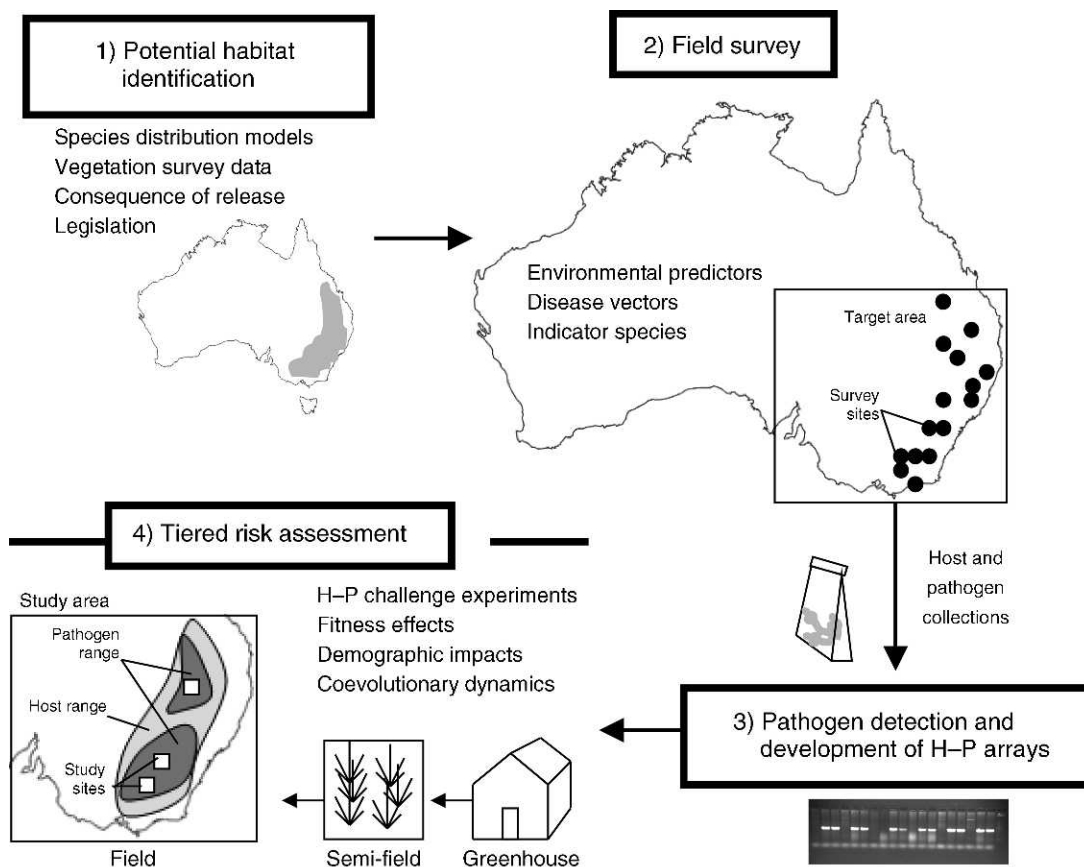 1) Potential habitat
identification
Species distribution models
Vegetation survey data
Consequence of release
Legislation
2) Field survey
Environmental predictors
Disease vectors
Indicator species
Target area
Survey
sites
Host and
pathogen
collections
3) Pathogen detection and
development of H–P arrays
4) Tiered risk assessment
H–P challenge experiments
Fitness effects
Demographic impacts
Coevolutionary dynamics
Study area
Pathogen
range
Host range
Study
sites
Field
Semi-field
Greenhouse